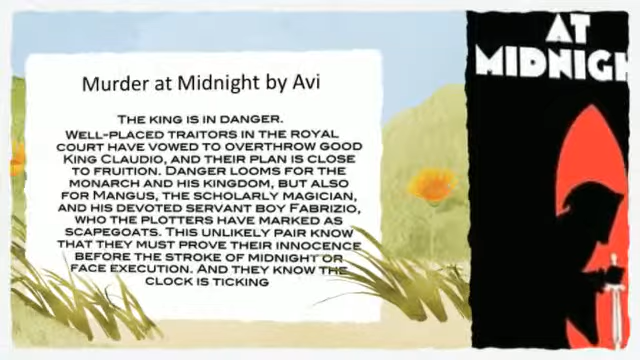 Murder at Midnight by Avi
THE KING IS IN DANGER.
WELL-PLACED TRAITORS IN THE ROYAL
COURT HAVE VOWED TO OVERTHROW GOOD
KING CLAUDIO, AND THEIR PLAN IS CLOSE
TO FRUITION. DANGER LOOMS FOR THE
MONARCH AND HIS KINGDOM, BUT ALSO
FOR MANGUS, THE SCHOLARLY MAGICIAN,
AND HIS DEVOTED SERVANT BOY FABRIZIO,
WHO THE PLOTTERS HAVE MARKED AS
SCAPEGOATS. THIS UNLIKELY PAIR KNOW
THAT THEY MUST PROVE THEIR INNOCENCE
BEFORE THE STROKE OF MIDNIGHT OR
FACE EXECUTION. AND THEY KNOW THE
CLOCK IS TICKING
AT
MIDNIGH